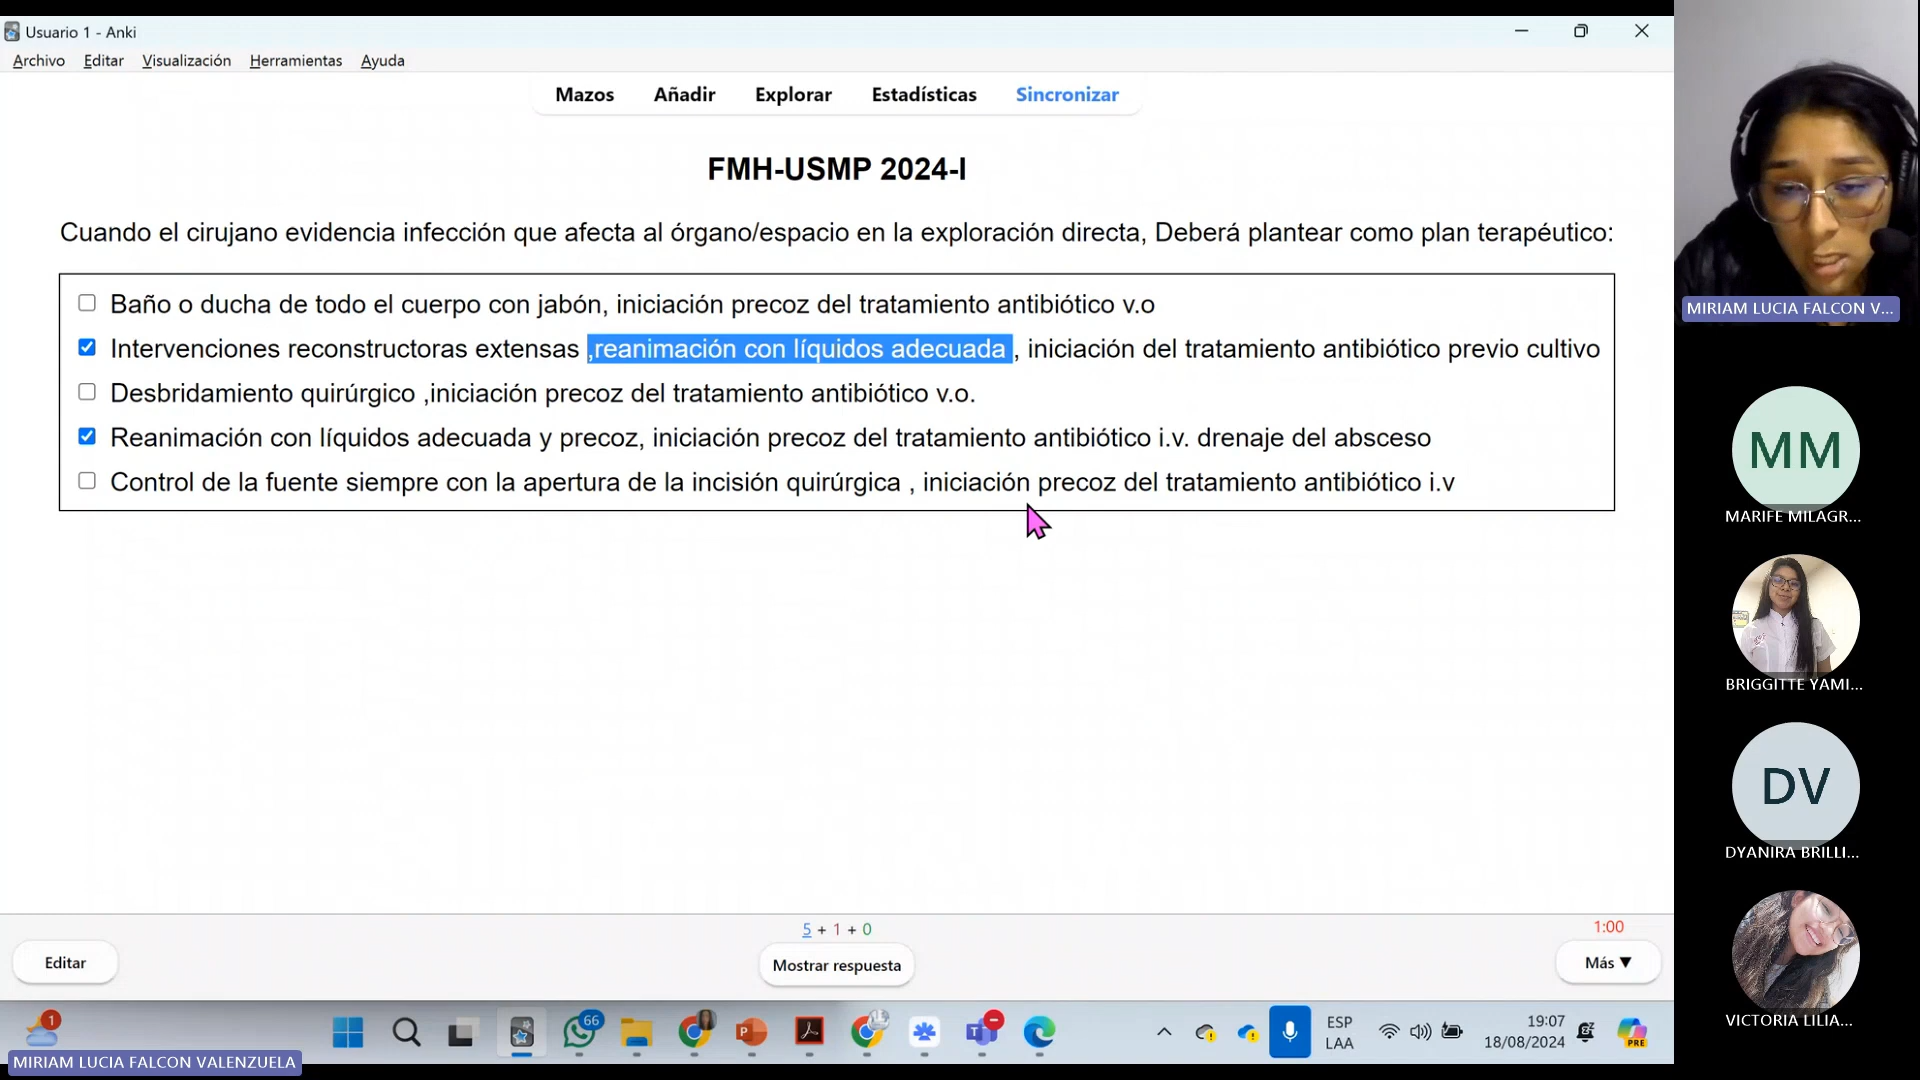 Usuario 1 - Anki
Archivo Editar Visualización Herramientas Ayuda
Mazos Añadir Explorar Estadísticas Sincronizar
FMH-USMP 2024-I
Cuando el cirujano evidencia infección que afecta al órgano/espacio en la exploración directa, Deberá plantear como plan terapéutico:
Baño o ducha de todo el cuerpo con jabón, iniciación precoz del tratamiento antibiótico v.o
Intervenciones reconstructoras extensas ,reanimación con líquidos adecuada , iniciación del tratamiento antibiótico previo cultivo
Desbridamiento quirúrgico ,iniciación precoz del tratamiento antibiótico v.o.
Reanimación con líquidos adecuada y precoz, iniciación precoz del tratamiento antibiótico i.v. drenaje del absceso
Control de la fuente siempre con la apertura de la incisión quirúrgica , iniciación precoz del tratamiento antibiótico i.v
5 + 1 + 0
1:00
Editar
Mostrar respuesta
Más ▼
1
66
ESP
LAA
19:07
18/08/2024
PRE
MIRIAM LUCIA FALCON VALENZUELA
MIRIAM LUCIA FALCON V...
MM
MARIFE MILAGR...
BRIGGITTE YAMI...
DV
DYANIRA BRILLI...
VICTORIA LILIA...